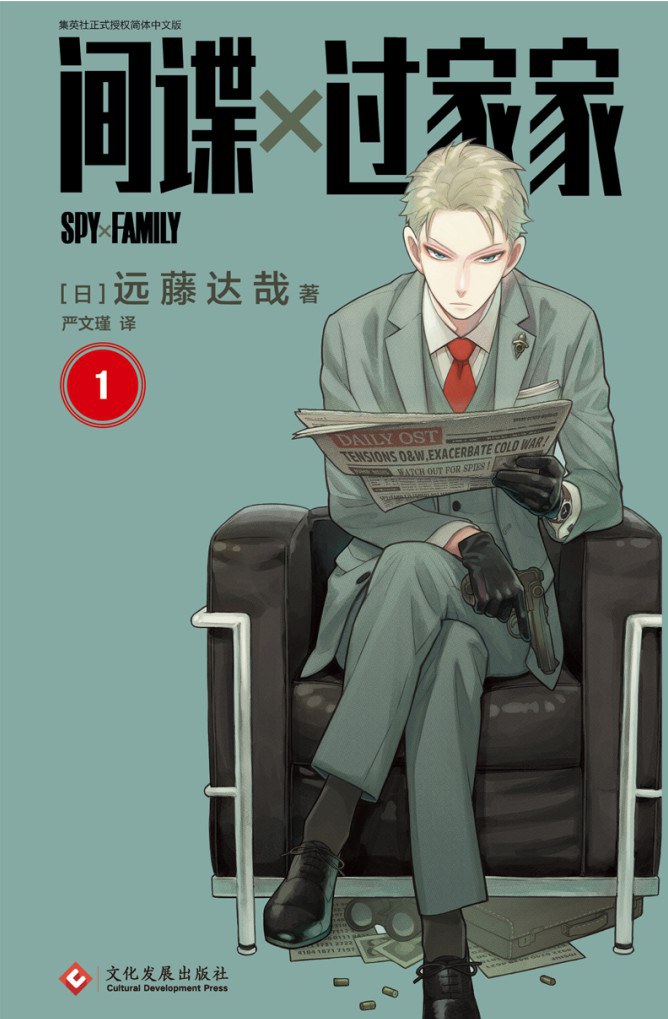 集英社正式授权简体中文版
间谍×过家家
SPY×FAMILY
[日]远藤达哉 著
严文瑾 译
1
DAILY OST
TENSIONS O&W, EXACERBATE COLD WAR!
WATCH OUT FOR SPIES!
文化发展出版社
Cultural Development Press